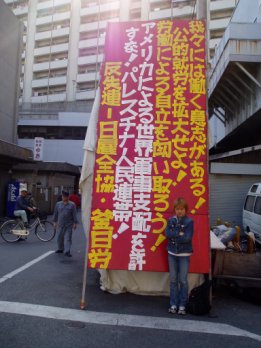 我々には働く場がある！
公的就労を拡大せよ！
労働による自立を闘い取ろう！
アメリカによる世界軍事支配を許
すな！パレスチナ人民連帯！
反失連ー日雇全協・釜日労